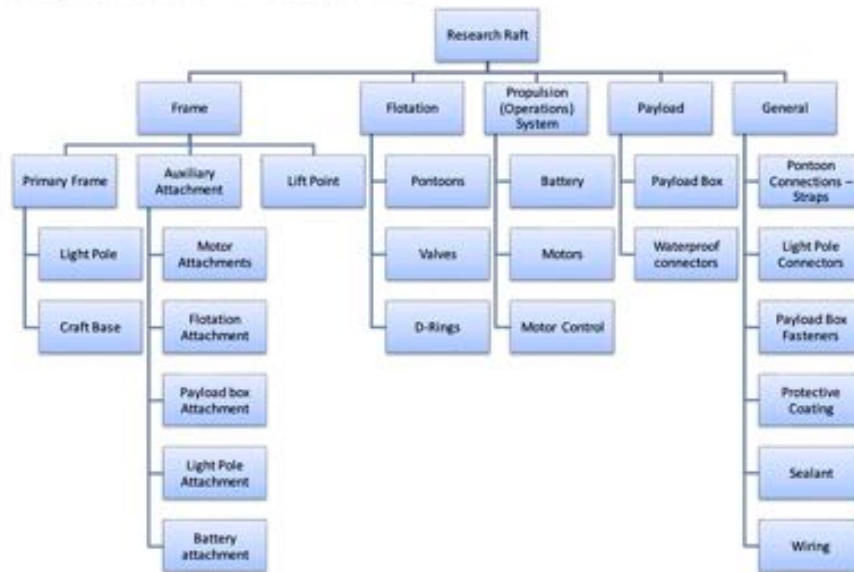 Research Raft
Frame
Flotation
Propulsion
(Operations)
System
Payload
General
Primary Frame
Auxiliary
Attachment
Lift Point
Pontoons
Battery
Payload Box
Pontoon
Connections –
Straps
Light Pole
Motor
Attachments
Valves
Motors
Waterproof
connectors
Light Pole
Connectors
Craft Base
Flotation
Attachment
D-Rings
Motor Control
Payload Box
Fasteners
Payload box
Attachment
Protective
Coating
Light Pole
Attachment
Sealant
Battery
attachment
Wiring